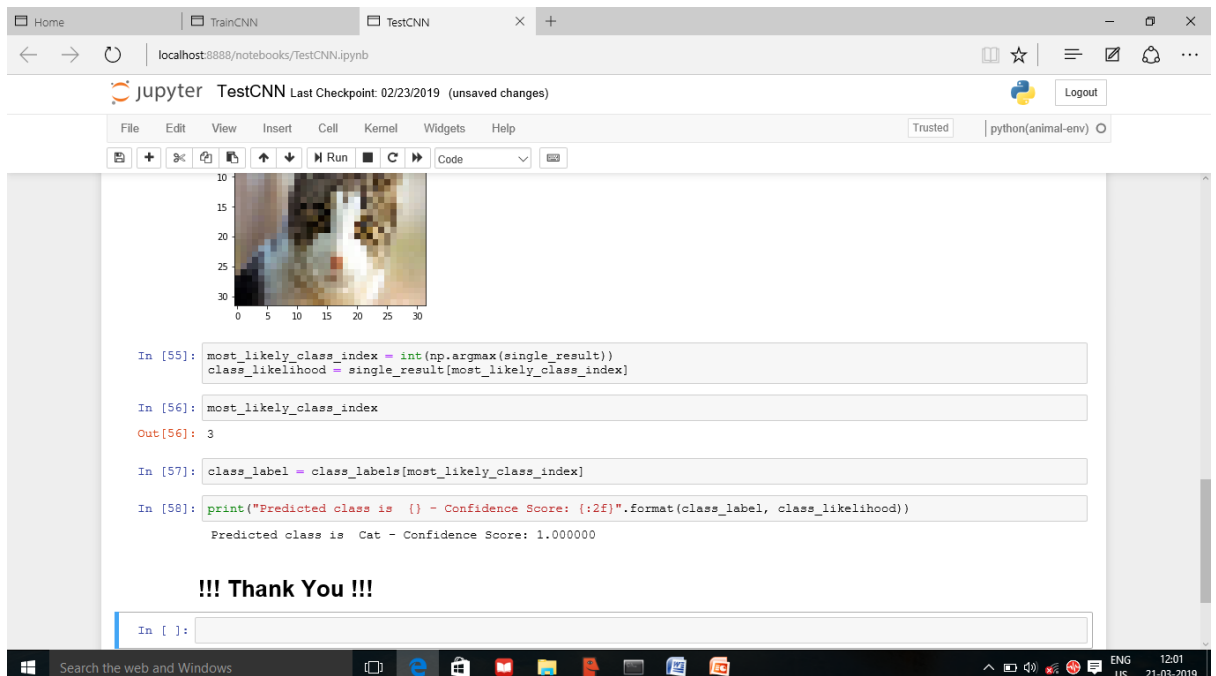 Home
TrainCNN
TestCNN
localhost:8888/notebooks/TestCNN.ipynb
jupyter TestCNN Last Checkpoint: 02/23/2019 (unsaved changes)
Logout
File Edit View Insert Cell Kernel Widgets Help
Trusted
python(animal-env)
Run
Code
10
15
20
25
30
0 5 10 15 20 25 30
In [55]: most_likely_class_index = int(np.argmax(single_result))
class_likelihood = single_result[most_likely_class_index]
In [56]: most_likely_class_index
Out[56]: 3
In [57]: class_label = class_labels[most_likely_class_index]
In [58]: print("Predicted class is  {} - Confidence Score: {:2f}".format(class_label, class_likelihood))
Predicted class is  Cat - Confidence Score: 1.000000
!!! Thank You !!!
In [ ]:
Search the web and Windows
ENG 12:01
US 21-03-2019